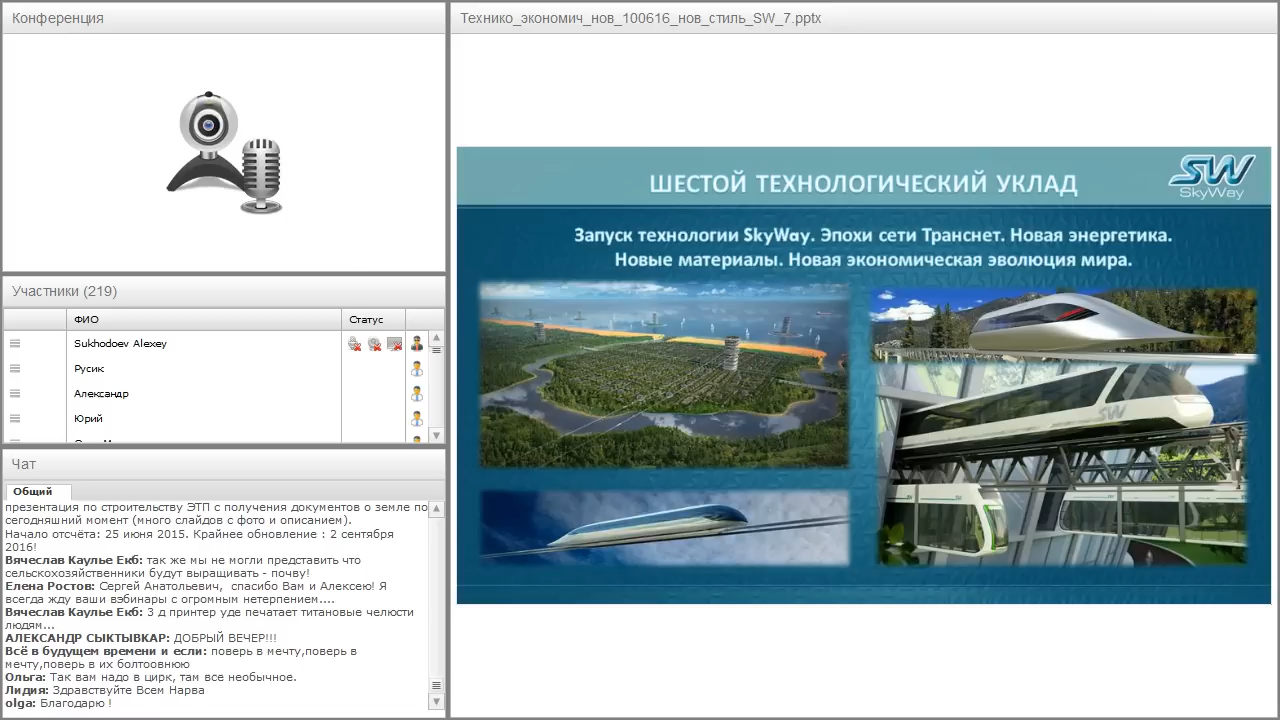 Конференция
Технико_экономич_нов_100616_нов_стиль_SW_7.pptx
Участники (219)
ФИО
Статус
Sukhodoev Alexey
Русик
Александр
Юрий
Чат
Общий
презентация по строительству ЭТП с получения документов о земле по
сегодняшний момент (много слайдов с фото и описанием).
Начало отсчёта: 25 июня 2015. Крайнее обновление : 2 сентября
2016!
Вячеслав Каулье Екб: так же мы не могли представить что
сельскохозяйственники будут выращивать - почву!
Елена Ростов: Сергей Анатольевич, спасибо Вам и Алексею! Я
всегда жду ваши вэбинары с огромным нетерпением....
Вячеслав Каулье Екб: 3 д принтер уде печатает титановые челюсти
людям...
АЛЕКСАНДР СЫКТЫВКАР: ДОБРЫЙ ВЕЧЕР!!!
Всё в будущем времени и если: поверь в мечту,поверь в
мечту,поверь в их болтоовнюю
Ольга: Так вам надо в цирк, там все необычное.
Лидия: Здравствуйте Всем Нарва
olga: Благодарю !
ШЕСТОЙ ТЕХНОЛОГИЧЕСКИЙ УКЛАД
SW
SkyWay
Запуск технологии SkyWay. Эпохи сети Транснет. Новая энергетика.
Новые материалы. Новая экономическая эволюция мира.
SW